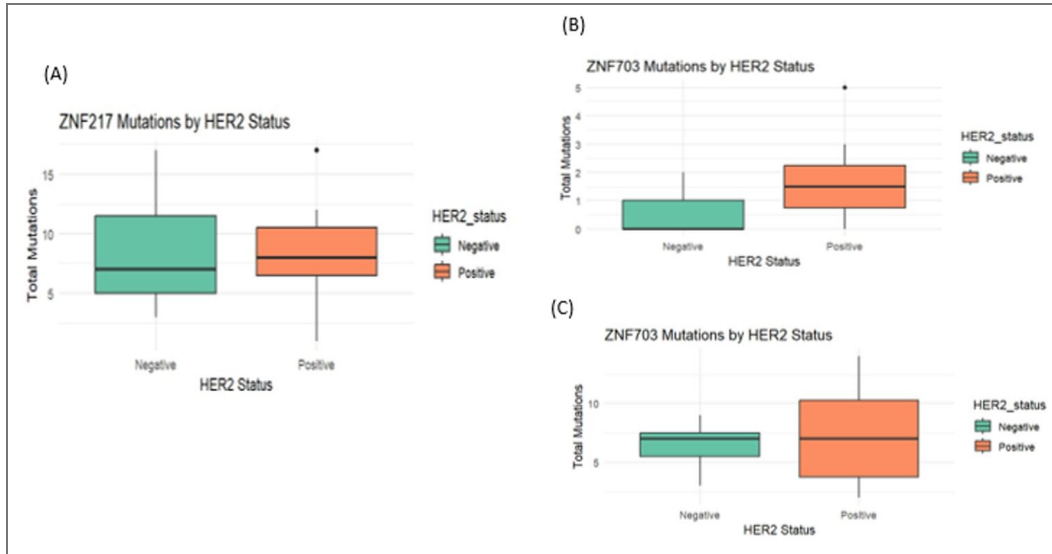 (A)
ZNF217 Mutations by HER2 Status
Total Mutations
15
10
5
Negative
Positive
HER2 Status
HER2_status
Negative
Positive
(B)
ZNF703 Mutations by HER2 Status
Total Mutations
5
4
3
2
1
0
Negative
Positive
HER2 Status
HER2_status
Negative
Positive
(C)
ZNF703 Mutations by HER2 Status
Total Mutations
10
5
Negative
Positive
HER2 Status
HER2_status
Negative
Positive